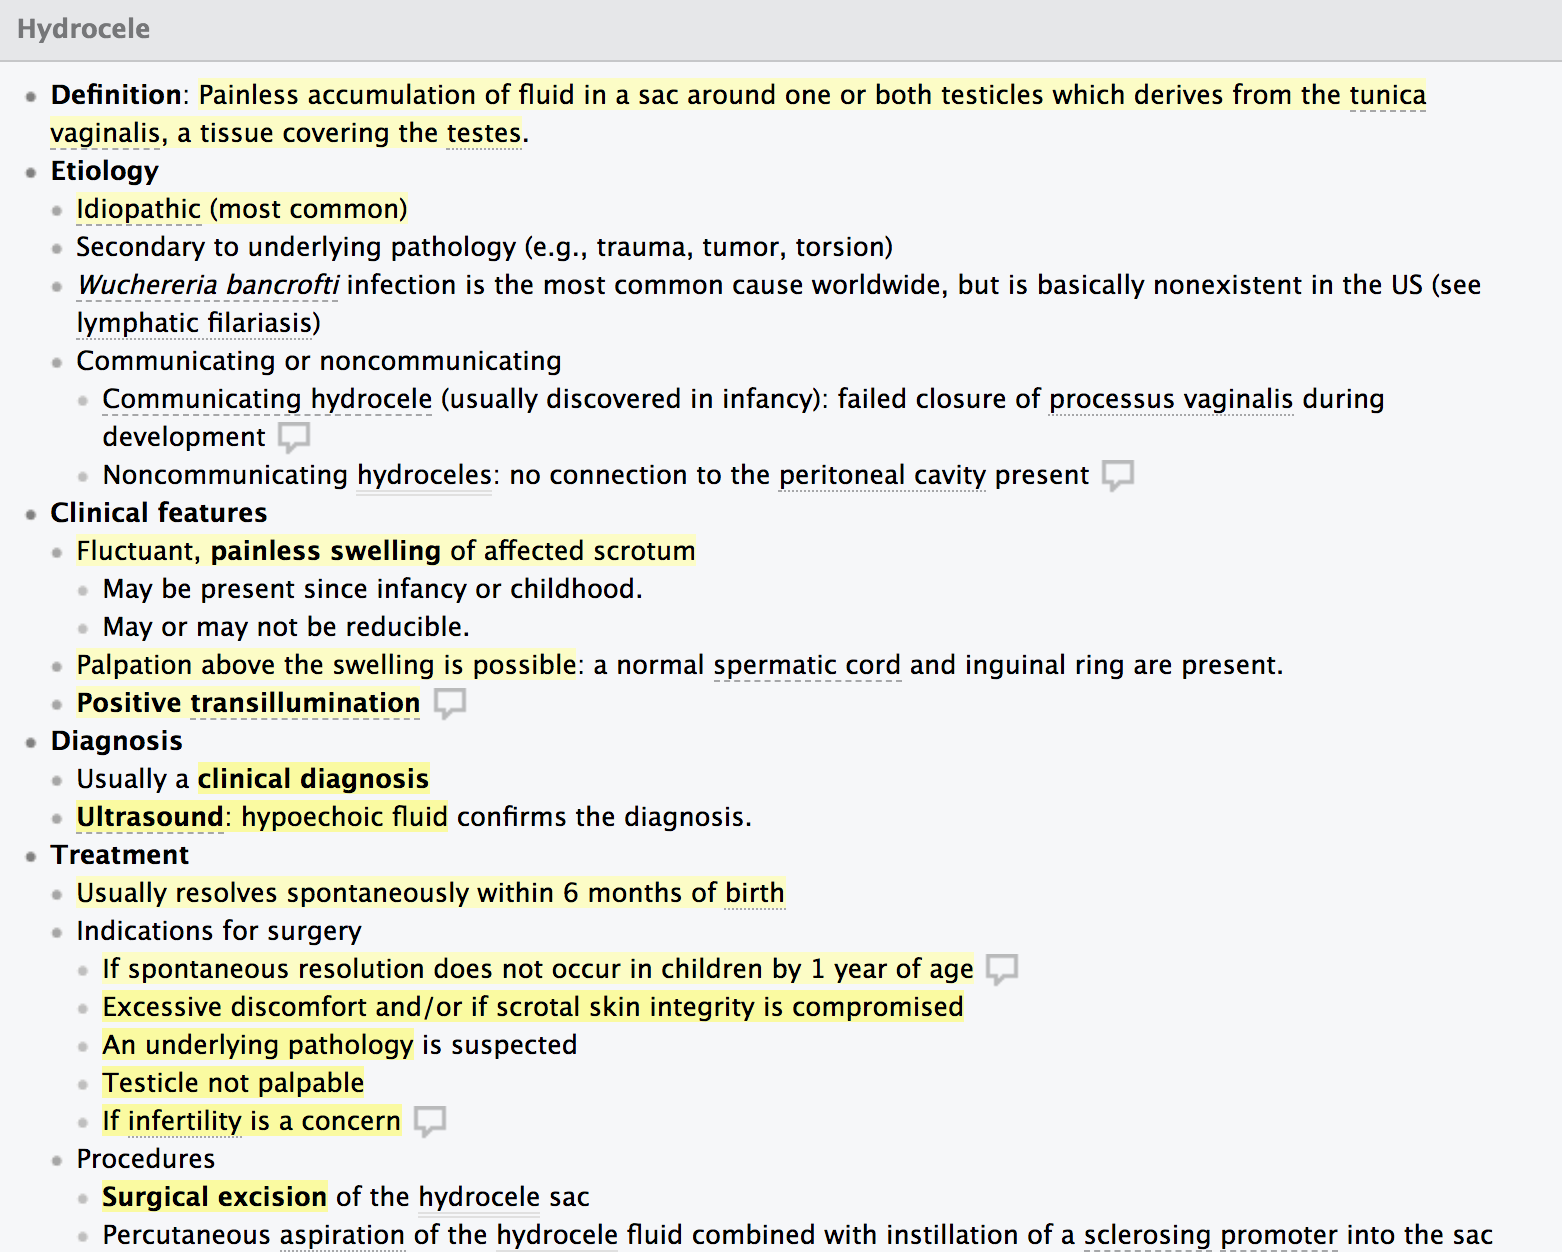 Hydrocele
Definition: Painless accumulation of fluid in a sac around one or both testicles which derives from the tunica
vaginalis, a tissue covering the testes.
Etiology
Idiopathic (most common)
Secondary to underlying pathology (e.g., trauma, tumor, torsion)
Wuchereria bancrofti infection is the most common cause worldwide, but is basically nonexistent in the US (see
lymphatic filariasis)
Communicating or noncommunicating
Communicating hydrocele (usually discovered in infancy): failed closure of processus vaginalis during
development
Noncommunicating hydroceles: no connection to the peritoneal cavity present
Clinical features
Fluctuant, painless swelling of affected scrotum
May be present since infancy or childhood.
May or may not be reducible.
Palpation above the swelling is possible: a normal spermatic cord and inguinal ring are present.
Positive transillumination
Diagnosis
Usually a clinical diagnosis
Ultrasound: hypoechoic fluid confirms the diagnosis.
Treatment
Usually resolves spontaneously within 6 months of birth
Indications for surgery
If spontaneous resolution does not occur in children by 1 year of age
Excessive discomfort and/or if scrotal skin integrity is compromised
An underlying pathology is suspected
Testicle not palpable
If infertility is a concern
Procedures
Surgical excision of the hydrocele sac
Percutaneous aspiration of the hydrocele fluid combined with instillation of a sclerosing promoter into the sac